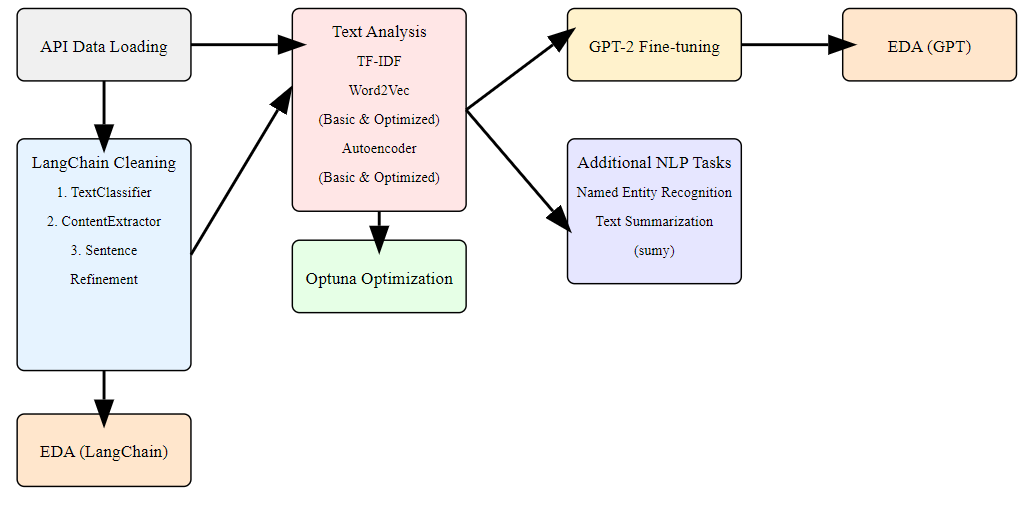 API Data Loading
LangChain Cleaning
1. TextClassifier
2. ContentExtractor
3. Sentence
Refinement
EDA (LangChain)
Text Analysis
TF-IDF
Word2Vec
(Basic & Optimized)
Autoencoder
(Basic & Optimized)
Optuna Optimization
GPT-2 Fine-tuning
Additional NLP Tasks
Named Entity Recognition
Text Summarization
(sumy)
EDA (GPT)